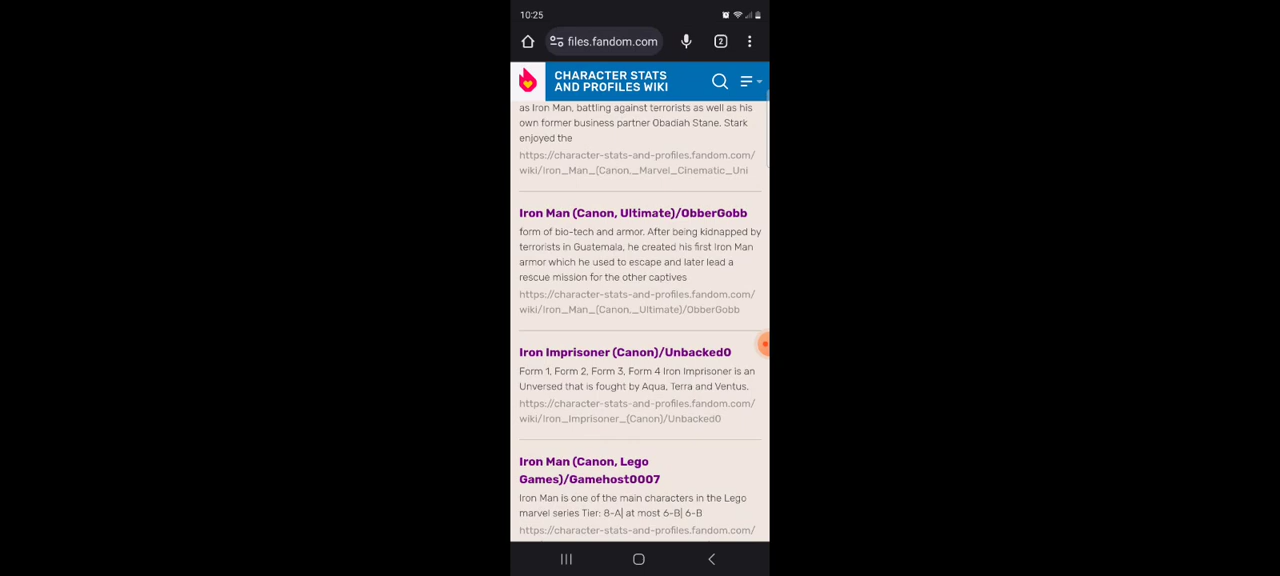 10:25
files.fandom.com
2
CHARACTER STATS
AND PROFILES WIKI
as Iron Man, battling against terrorists as well as his
own former business partner Obadiah Stane. Stark
enjoyed the
https://character-stats-and-profiles.fandom.com/
wiki/Iron_Man_(Canon,_Marvel_Cinematic_Uni
Iron Man (Canon, Ultimate)/ObberGobb
form of bio-tech and armor. After being kidnapped by
terrorists in Guatemala, he created his first Iron Man
armor which he used to escape and later lead a
rescue mission for the other captives
https://character-stats-and-profiles.fandom.com/
wiki/Iron_Man_(Canon,_Ultimate)/ObberGobb
Iron Imprisoner (Canon)/Unbacked0
Form 1, Form 2, Form 3, Form 4 Iron Imprisoner is an
Unversed that is fought by Aqua, Terra and Ventus.
https://character-stats-and-profiles.fandom.com/
wiki/Iron_Imprisoner_(Canon)/Unbacked0
Iron Man (Canon, Lego
Games)/Gamehost0007
Iron Man is one of the main characters in the Lego
marvel series Tier: 8-A| at most 6-B| 6-B
https://character-stats-and-profiles.fandom.com/